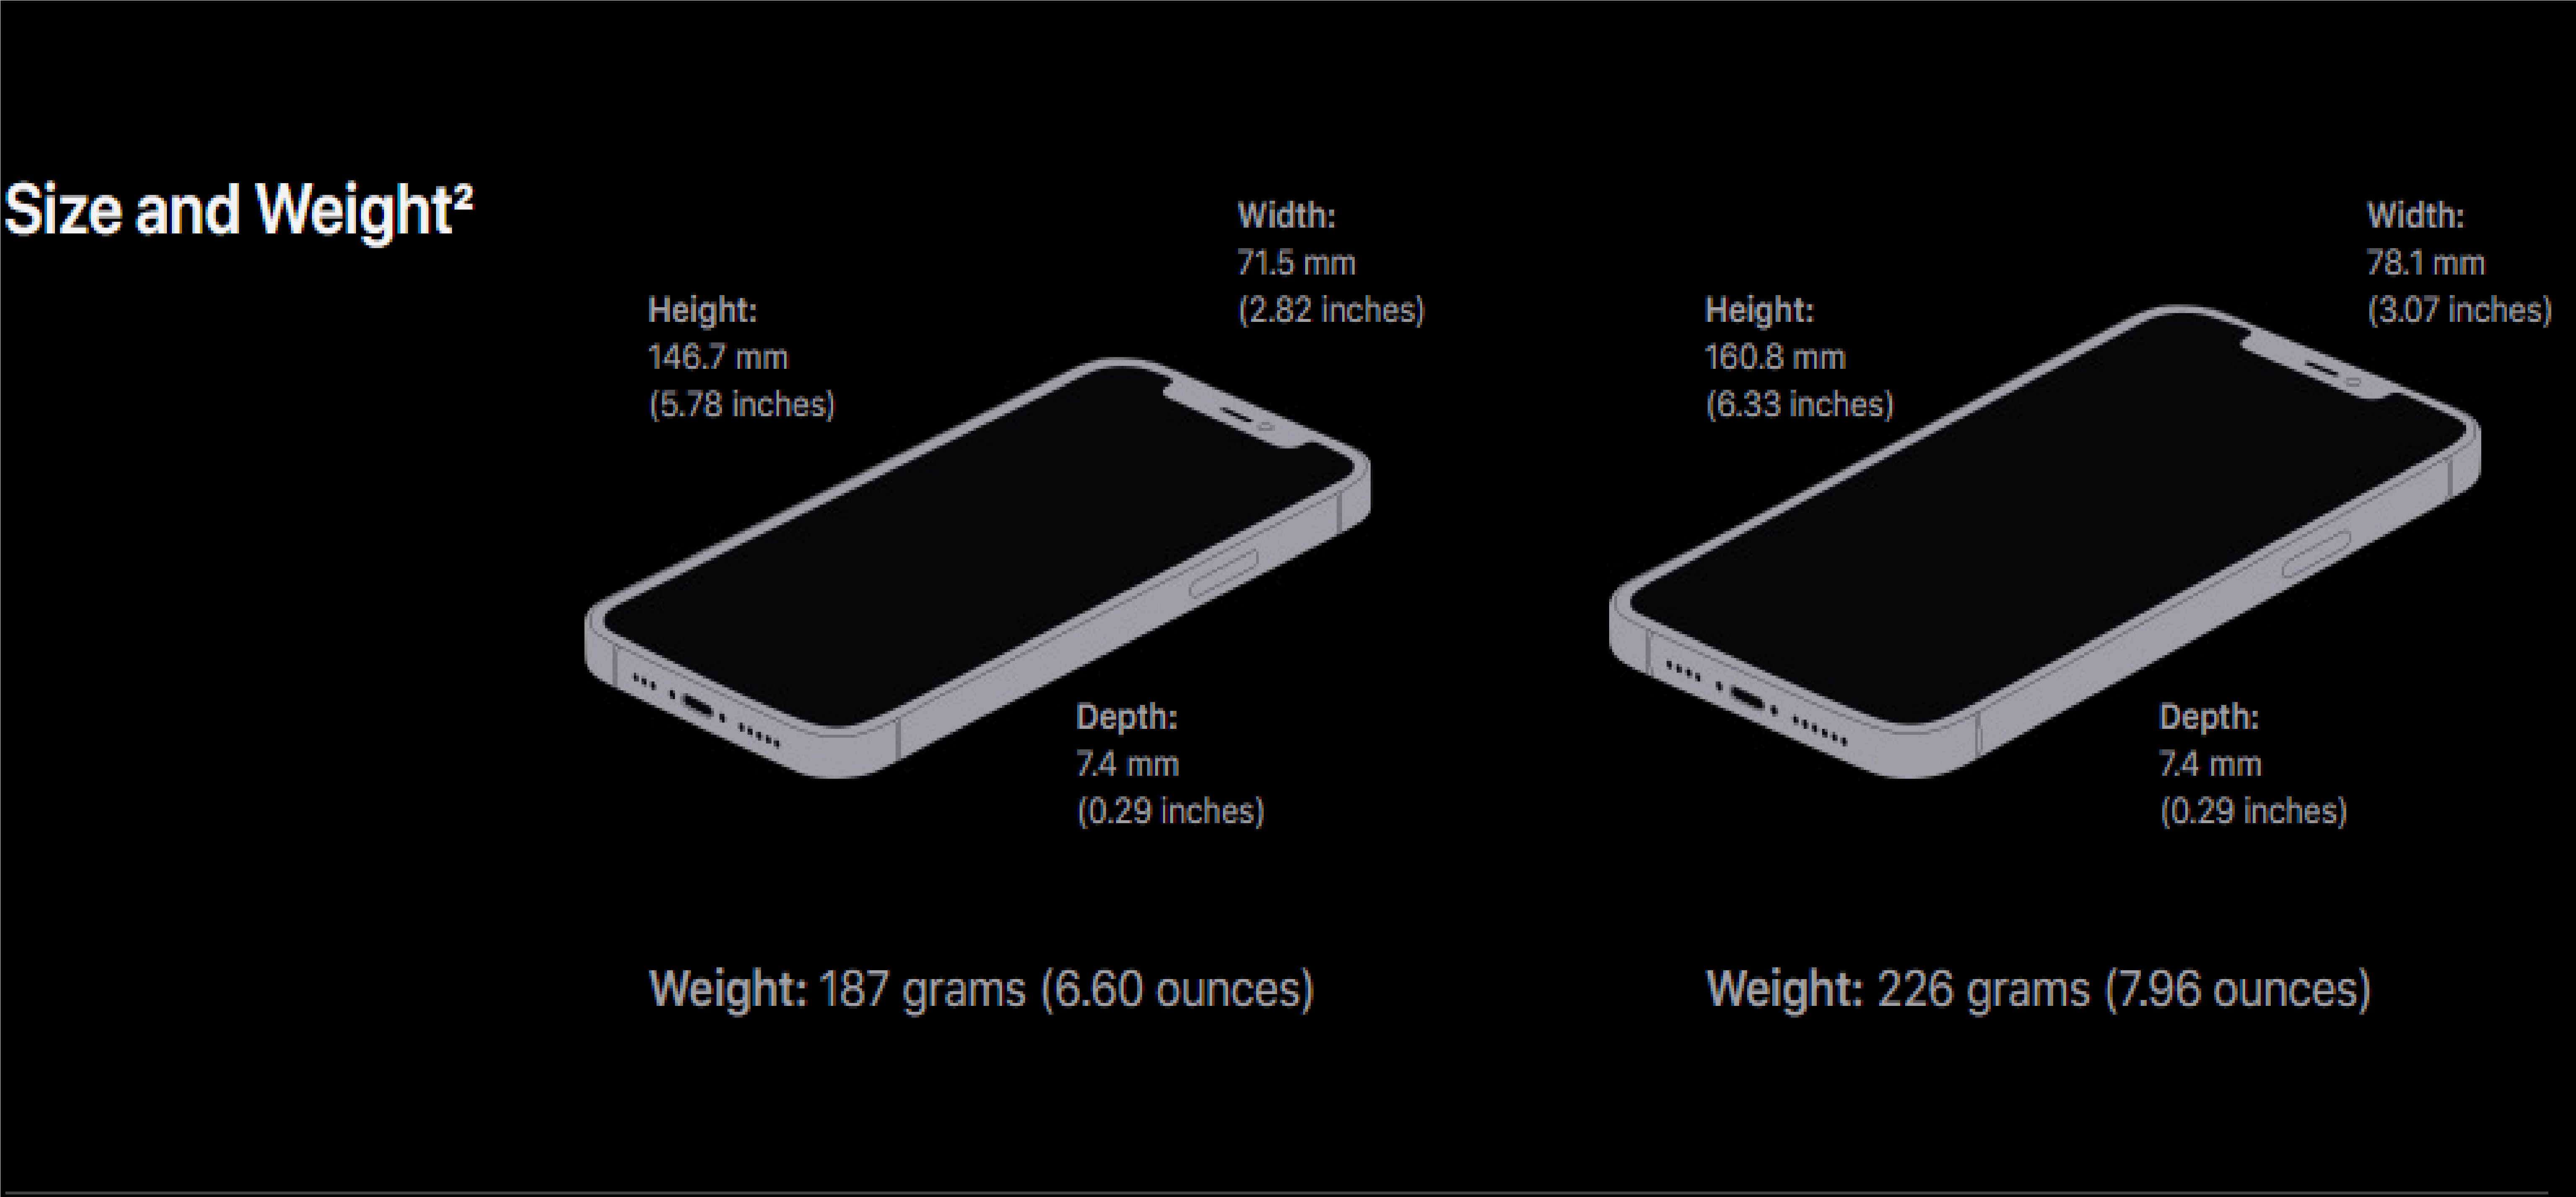 Size and Weight²
Height:
146.7 mm
(5.78 inches)
Width:
71.5 mm
(2.82 inches)
Depth:
7.4 mm
(0.29 inches)
Weight: 187 grams (6.60 ounces)
Height:
160.8 mm
(6.33 inches)
Width:
78.1 mm
(3.07 inches)
Depth:
7.4 mm
(0.29 inches)
Weight: 226 grams (7.96 ounces)